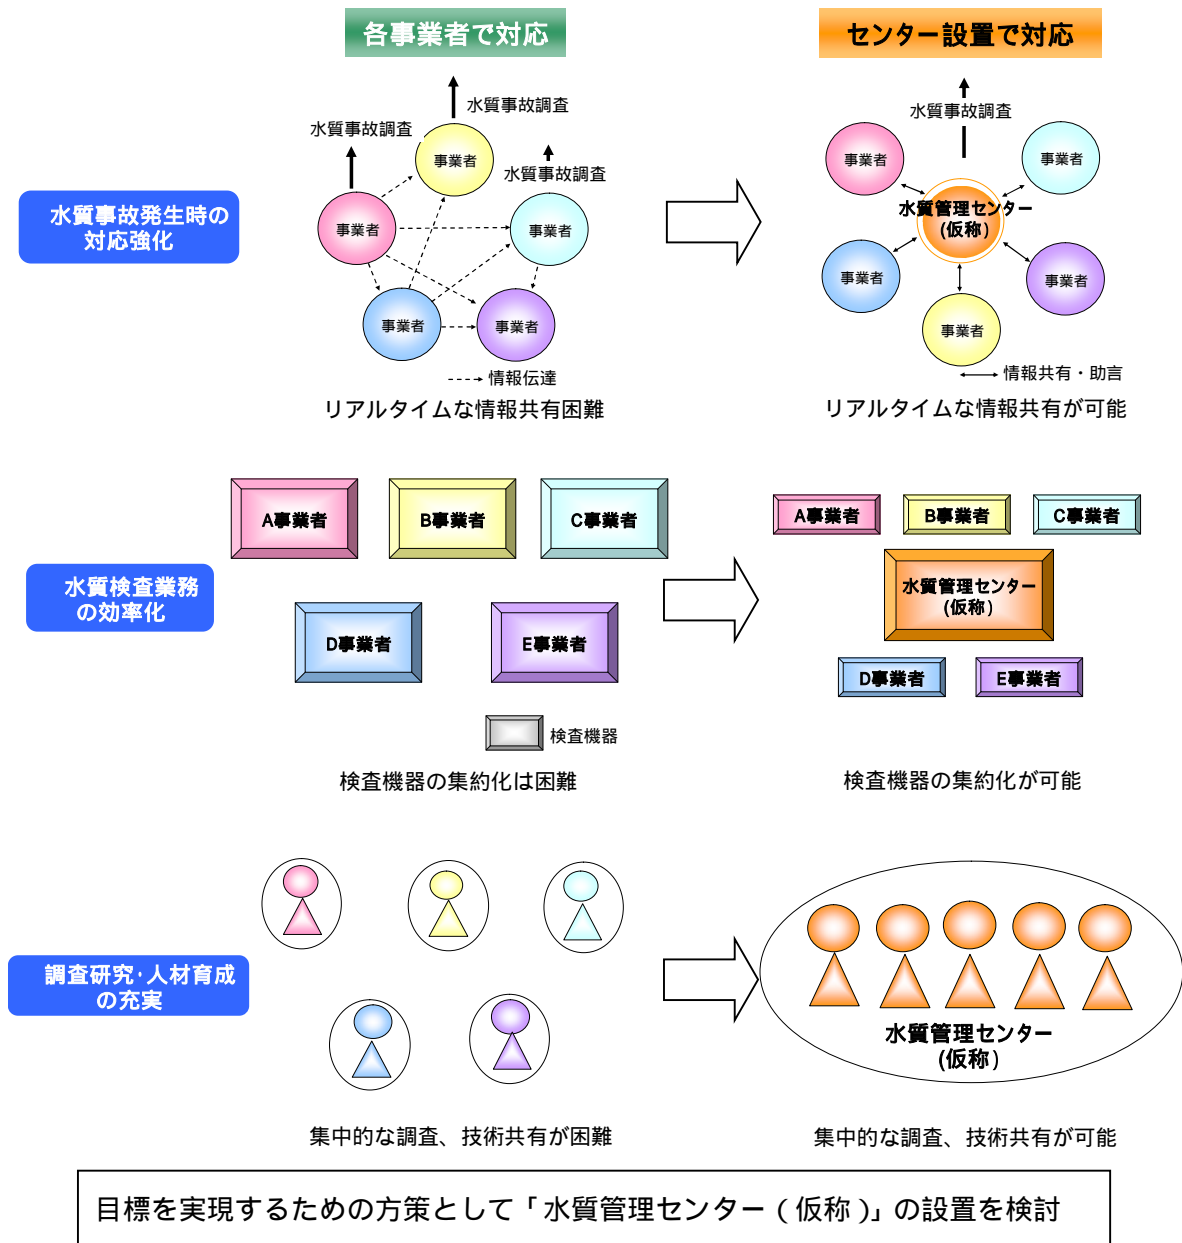 各事業者で対応
センター設置で対応
水質事故発生時の
対応強化
水質事故調査
水質事故調査
水質事故調査
事業者
事業者
事業者
事業者
事業者
情報伝達
リアルタイムな情報共有困難
水質事故調査
事業者
事業者
水質管理センター
(仮称)
事業者
事業者
事業者
情報共有・助言
リアルタイムな情報共有が可能
水質検査業務
の効率化
A事業者
B事業者
C事業者
D事業者
E事業者
検査機器
検査機器の集約化は困難
A事業者
B事業者
C事業者
水質管理センター
(仮称)
D事業者
E事業者
検査機器の集約化が可能
調査研究・人材育成
の充実
集中的な調査、技術共有が困難
水質管理センター
(仮称)
集中的な調査、技術共有が可能
目標を実現するための方策として「水質管理センター（仮称）」の設置を検討